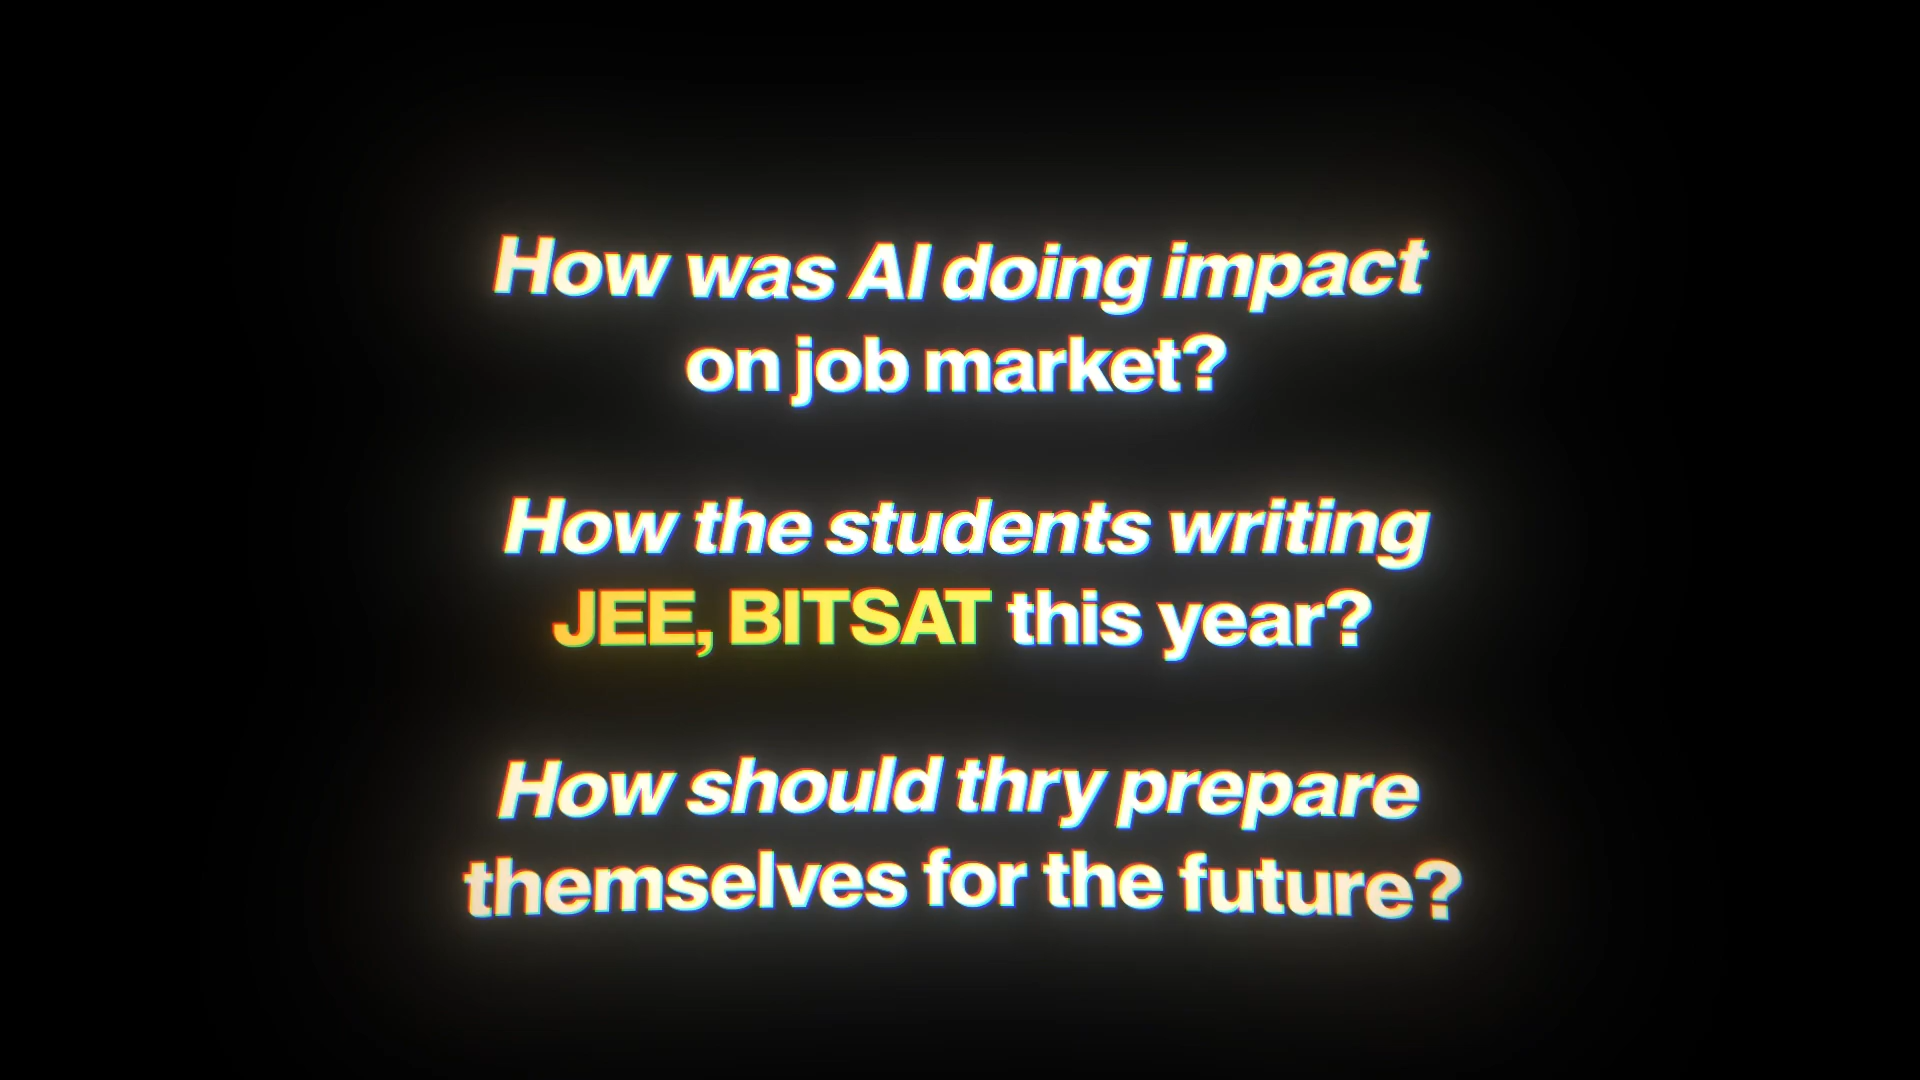 How was AI doing impact
on job market?
How the students writing
JEE, BITSAT this year?
How should thry prepare
themselves for the future?